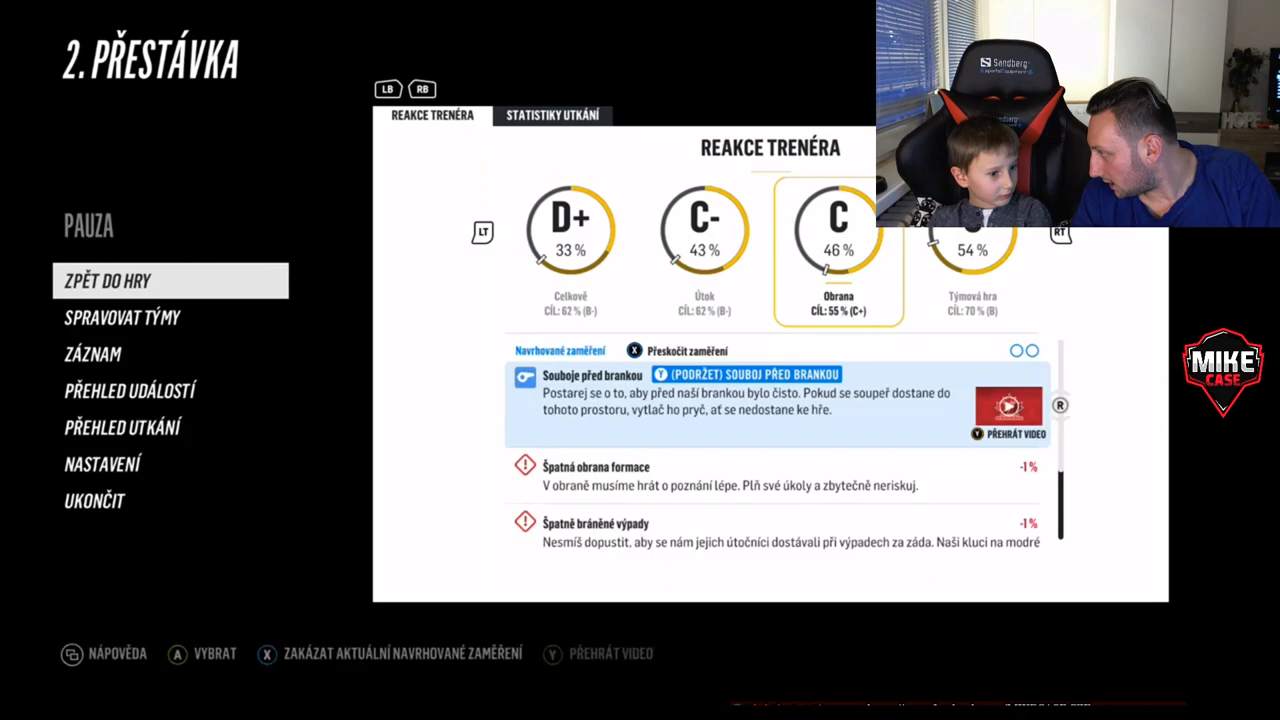 2. PŘESTÁVKA
PAUZA
ZPĚT DO HRY
SPRAVOVAT TÝMY
ZÁZNAM
PŘEHLED UDÁLOSTÍ
PŘEHLED UTKÁNÍ
NASTAVENÍ
UKONČIT
LB RB
REAKCE TRENÉRA STATISTIKY UTKÁNÍ
REAKCE TRENÉRA
LT RT
D+ C- C
33 % 43 % 46 % 54 %
Celkově Útok Obrana Týmová hra
CÍL: 62 % (B-) CÍL: 62 % (B-) CÍL: 55 % (C+) CÍL: 70 % (B)
Navrhované zaměření X Přeskočit zaměření
Souboje před brankou Y (PODRŽET) SOUBOJ PŘED BRANKOU
Postarej se o to, aby před naší brankou bylo čisto. Pokud se soupeř dostane do
tohoto prostoru, vytlač ho pryč, ať se nedostane ke hře.
R
Y PŘEHRÁT VIDEO
Špatná obrana formace -1 %
V obraně musíme hrát o poznání lépe. Plň své úkoly a zbytečně neriskuj.
Špatně bráněné výpady -1 %
Nesmíš dopustit, aby se nám jejich útočníci dostávali při výpadech za záda. Naši kluci na modré
NÁPOVĚDA A VYBRAT X ZAKÁZAT AKTUÁLNÍ NAVRHOVANÉ ZAMĚŘENÍ Y PŘEHRÁT VIDEO
Sandberg
MIKE
CASE